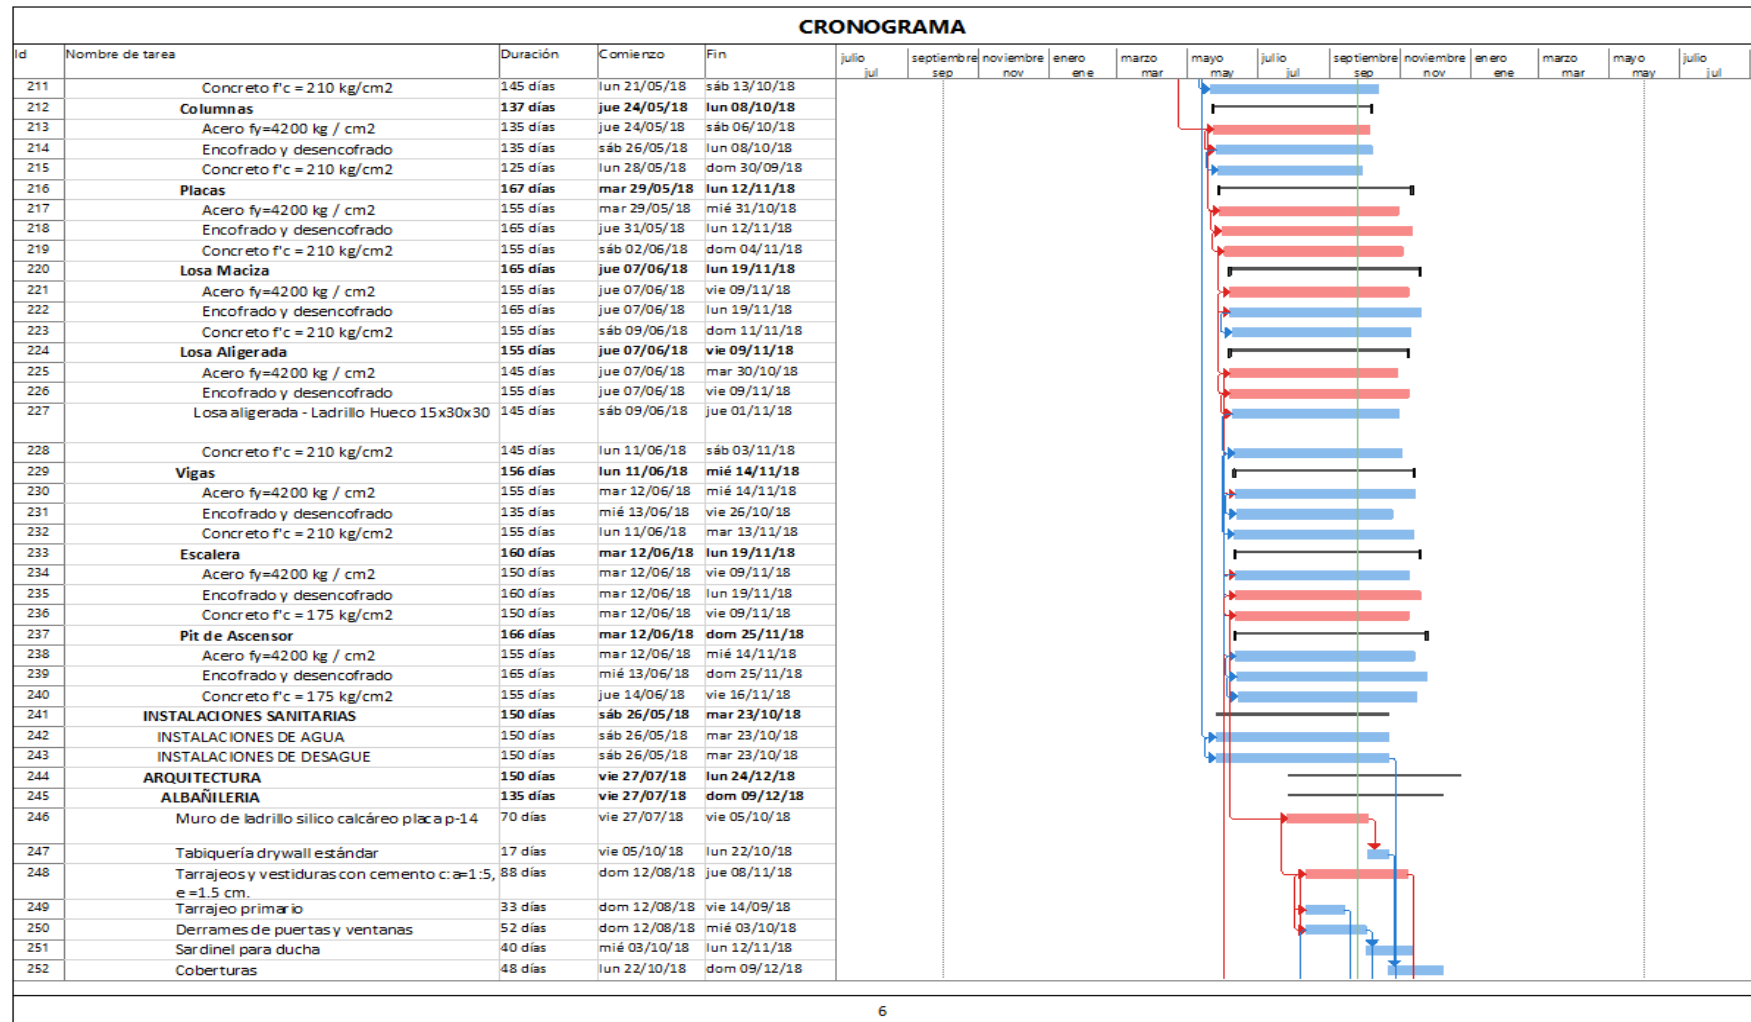 CRONOGRAMA
Id Nombre de tarea Duración Comienzo Fin julio septiembre noviembre enero marzo mayo julio septiembre noviembre enero marzo mayo julio
jul sep nov ene mar may jul sep nov ene mar may jul
211 Concreto f'c = 210 kg/cm2 145 días lun 21/05/18 sáb 13/10/18
212 Columnas 137 días jue 24/05/18 lun 08/10/18
213 Acero fy=4200 kg / cm2 135 días jue 24/05/18 sáb 06/10/18
214 Encofrado y desencofrado 135 días sáb 26/05/18 lun 08/10/18
215 Concreto f'c = 210 kg/cm2 125 días lun 28/05/18 dom 30/09/18
216 Placas 167 días mar 29/05/18 lun 12/11/18
217 Acero fy=4200 kg / cm2 155 días mar 29/05/18 mié 31/10/18
218 Encofrado y desencofrado 165 días jue 31/05/18 lun 12/11/18
219 Concreto f'c = 210 kg/cm2 155 días sáb 02/06/18 dom 04/11/18
220 Losa Maciza 165 días jue 07/06/18 lun 19/11/18
221 Acero fy=4200 kg / cm2 155 días jue 07/06/18 vie 09/11/18
222 Encofrado y desencofrado 165 días jue 07/06/18 lun 19/11/18
223 Concreto f'c = 210 kg/cm2 155 días sáb 09/06/18 dom 11/11/18
224 Losa Aligerada 155 días jue 07/06/18 vie 09/11/18
225 Acero fy=4200 kg / cm2 145 días jue 07/06/18 mar 30/10/18
226 Encofrado y desencofrado 155 días jue 07/06/18 vie 09/11/18
227 Losa aligerada - Ladrillo Hueco 15x30x30 145 días sáb 09/06/18 jue 01/11/18
228 Concreto f'c = 210 kg/cm2 145 días lun 11/06/18 sáb 03/11/18
229 Vigas 156 días lun 11/06/18 mié 14/11/18
230 Acero fy=4200 kg / cm2 155 días mar 12/06/18 mié 14/11/18
231 Encofrado y desencofrado 135 días mié 13/06/18 vie 26/10/18
232 Concreto f'c = 210 kg/cm2 155 días lun 11/06/18 mar 13/11/18
233 Escalera 160 días mar 12/06/18 lun 19/11/18
234 Acero fy=4200 kg / cm2 150 días mar 12/06/18 vie 09/11/18
235 Encofrado y desencofrado 160 días mar 12/06/18 lun 19/11/18
236 Concreto f'c = 175 kg/cm2 150 días mar 12/06/18 vie 09/11/18
237 Pit de Ascensor 166 días mar 12/06/18 dom 25/11/18
238 Acero fy=4200 kg / cm2 155 días mar 12/06/18 mié 14/11/18
239 Encofrado y desencofrado 165 días mié 13/06/18 dom 25/11/18
240 Concreto f'c = 175 kg/cm2 155 días jue 14/06/18 vie 16/11/18
241 INSTALACIONES SANITARIAS 150 días sáb 26/05/18 mar 23/10/18
242 INSTALACIONES DE AGUA 150 días sáb 26/05/18 mar 23/10/18
243 INSTALACIONES DE DESAGUE 150 días sáb 26/05/18 mar 23/10/18
244 ARQUITECTURA 150 días vie 27/07/18 lun 24/12/18
245 ALBAÑILERIA 135 días vie 27/07/18 dom 09/12/18
246 Muro de ladrillo silico calcáreo placa p-14 70 días vie 27/07/18 vie 05/10/18
247 Tabiquería drywall estándar 17 días vie 05/10/18 lun 22/10/18
248 Tarrajeos y vestiduras con cemento c:a=1:5, 88 días dom 12/08/18 jue 08/11/18
e =1.5 cm.
249 Tarrajeo primario 33 días dom 12/08/18 vie 14/09/18
250 Derrames de puertas y ventanas 52 días dom 12/08/18 mié 03/10/18
251 Sardinel para ducha 40 días mié 03/10/18 lun 12/11/18
252 Coberturas 48 días lun 22/10/18 dom 09/12/18
6